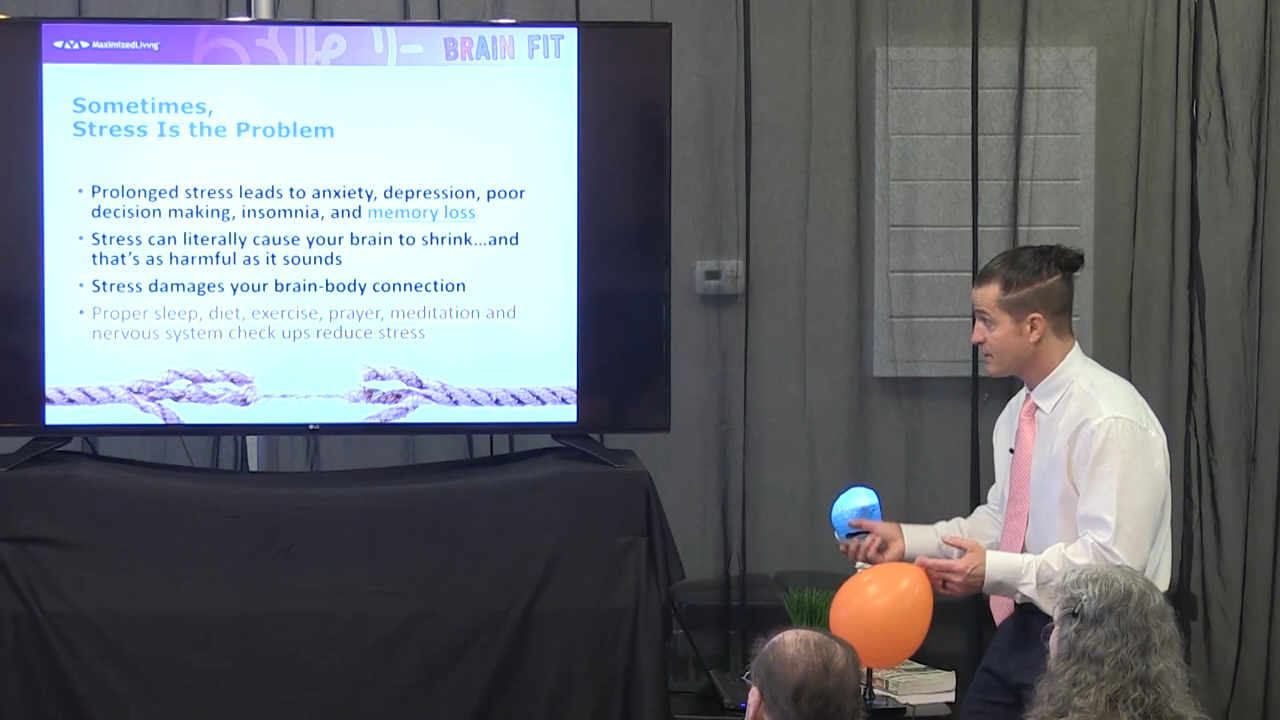 MaximizedLiving
BRAIN FIT
Sometimes,
Stress Is the Problem
• Prolonged stress leads to anxiety, depression, poor
decision making, insomnia, and memory loss
• Stress can literally cause your brain to shrink...and
that's as harmful as it sounds
• Stress damages your brain-body connection
• Proper sleep, diet, exercise, prayer, meditation and
nervous system check ups reduce stress
LG